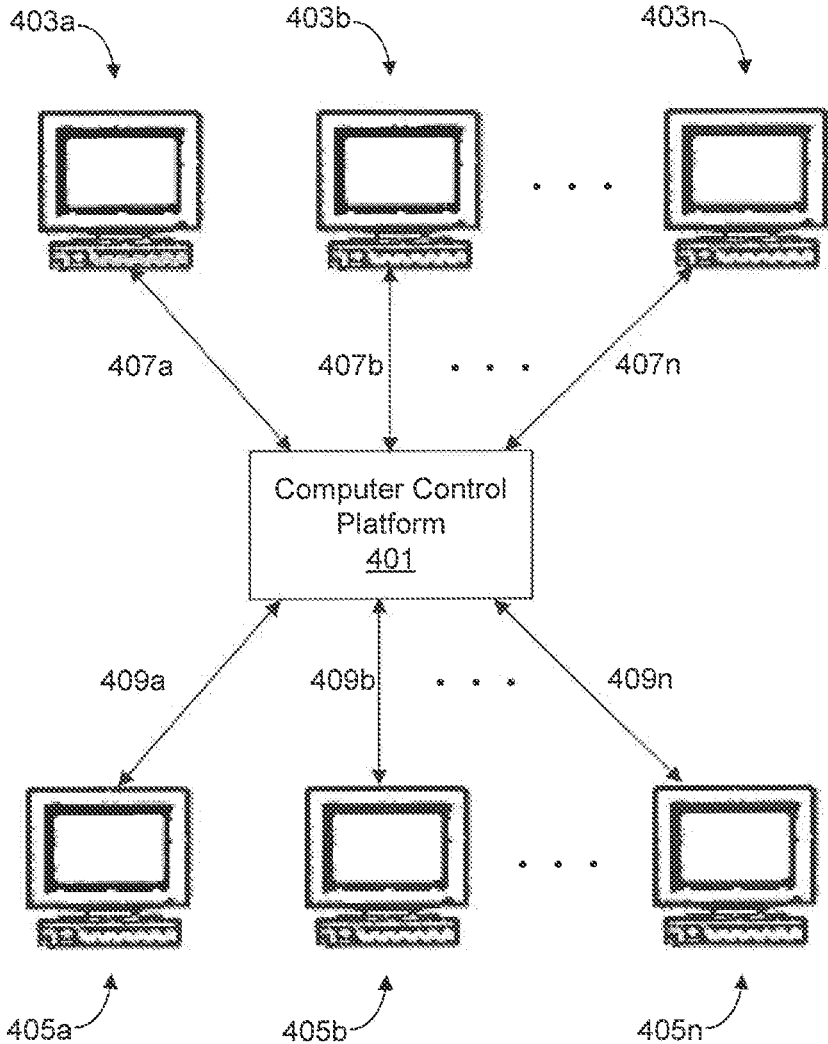 403a
403b
403n
. . .
407a
407b
. . .
407n
Computer Control
Platform
401
409a
409b
. . .
409n
. . .
405a
405b
405n